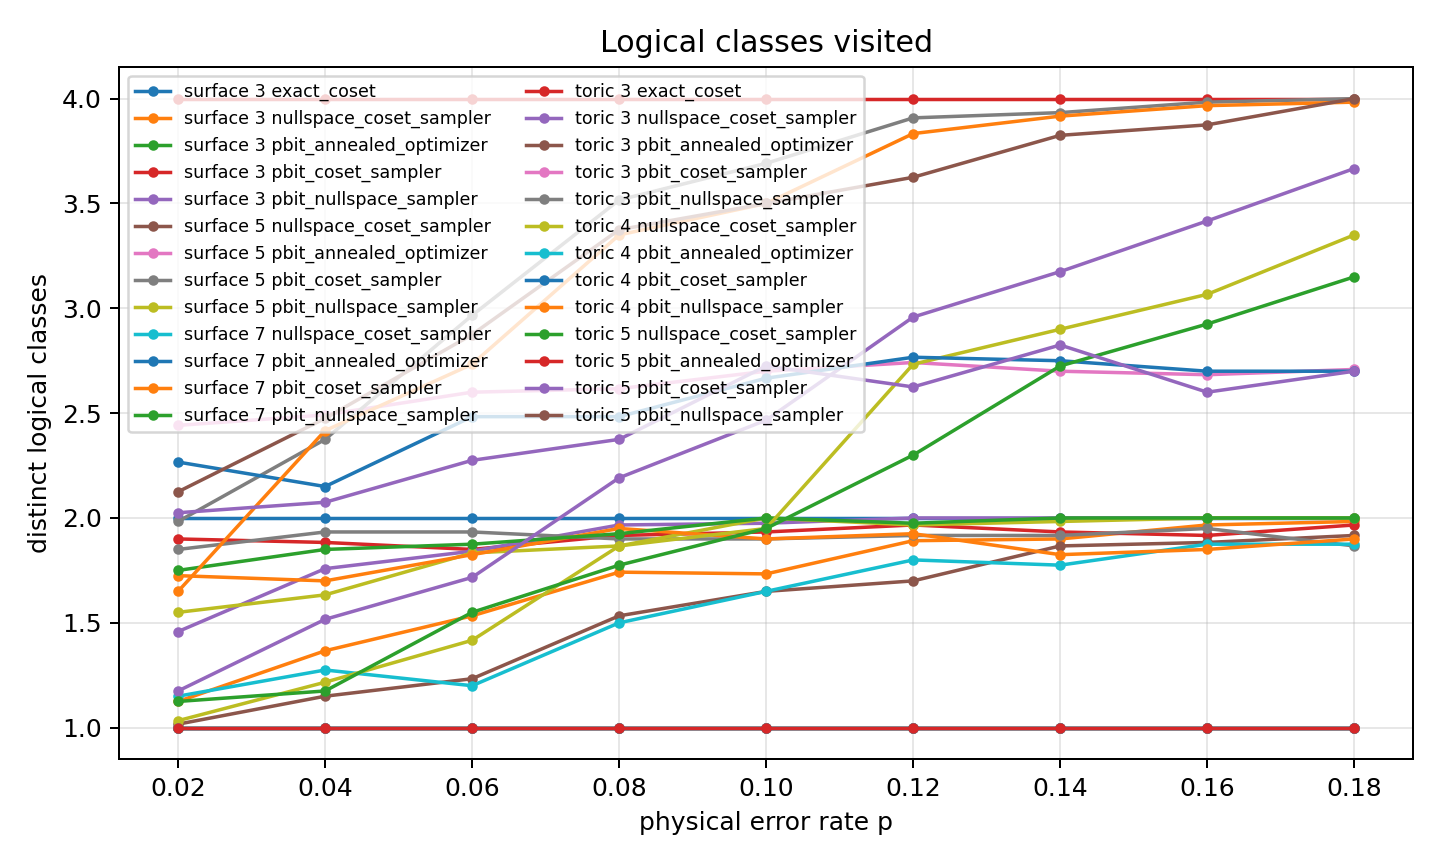 Logical classes visited
surface 3 exact_coset
surface 3 nullspace_coset_sampler
surface 3 pbit_annealed_optimizer
surface 3 pbit_coset_sampler
surface 3 pbit_nullspace_sampler
surface 5 nullspace_coset_sampler
surface 5 pbit_annealed_optimizer
surface 5 pbit_coset_sampler
surface 5 pbit_nullspace_sampler
surface 7 nullspace_coset_sampler
surface 7 pbit_annealed_optimizer
surface 7 pbit_coset_sampler
surface 7 pbit_nullspace_sampler
toric 3 exact_coset
toric 3 nullspace_coset_sampler
toric 3 pbit_annealed_optimizer
toric 3 pbit_coset_sampler
toric 3 pbit_nullspace_sampler
toric 4 nullspace_coset_sampler
toric 4 pbit_annealed_optimizer
toric 4 pbit_coset_sampler
toric 4 pbit_nullspace_sampler
toric 5 nullspace_coset_sampler
toric 5 pbit_annealed_optimizer
toric 5 pbit_coset_sampler
toric 5 pbit_nullspace_sampler
distinct logical classes
4.0
3.5
3.0
2.5
2.0
1.5
1.0
0.02 0.04 0.06 0.08 0.10 0.12 0.14 0.16 0.18
physical error rate p